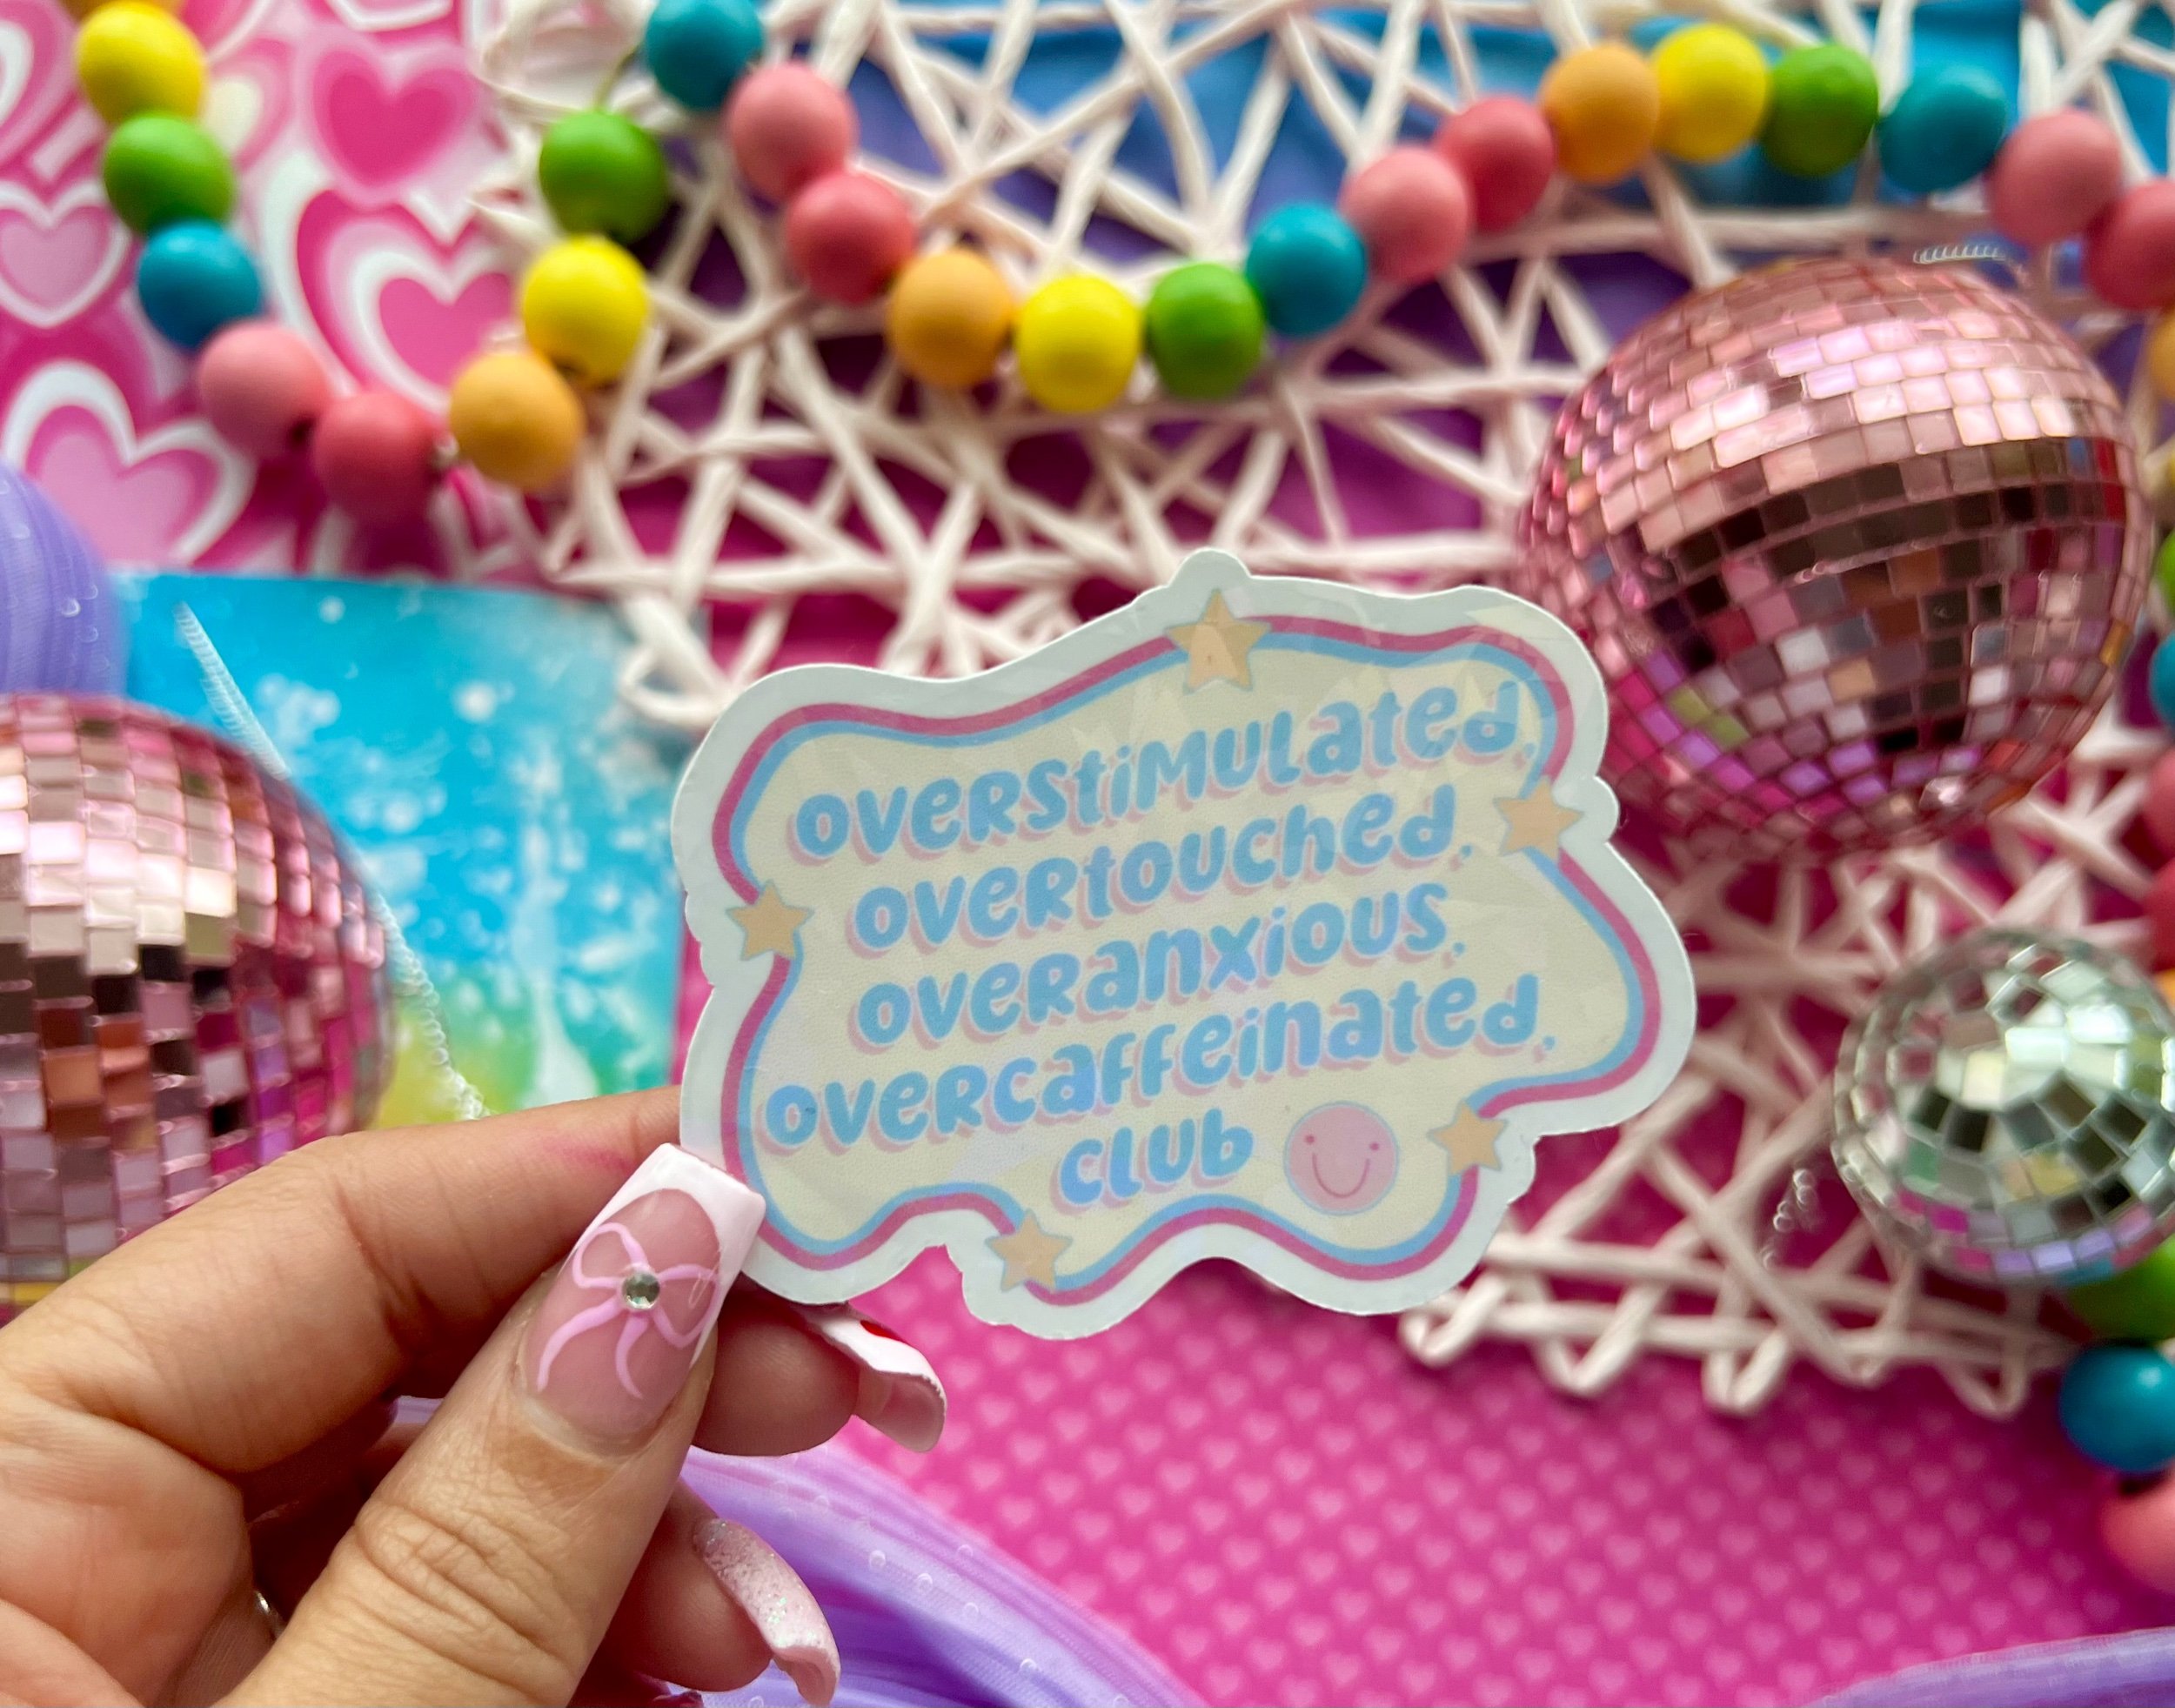 overstimulated,
overtouched,
overanxious,
overcaffeinated,
club